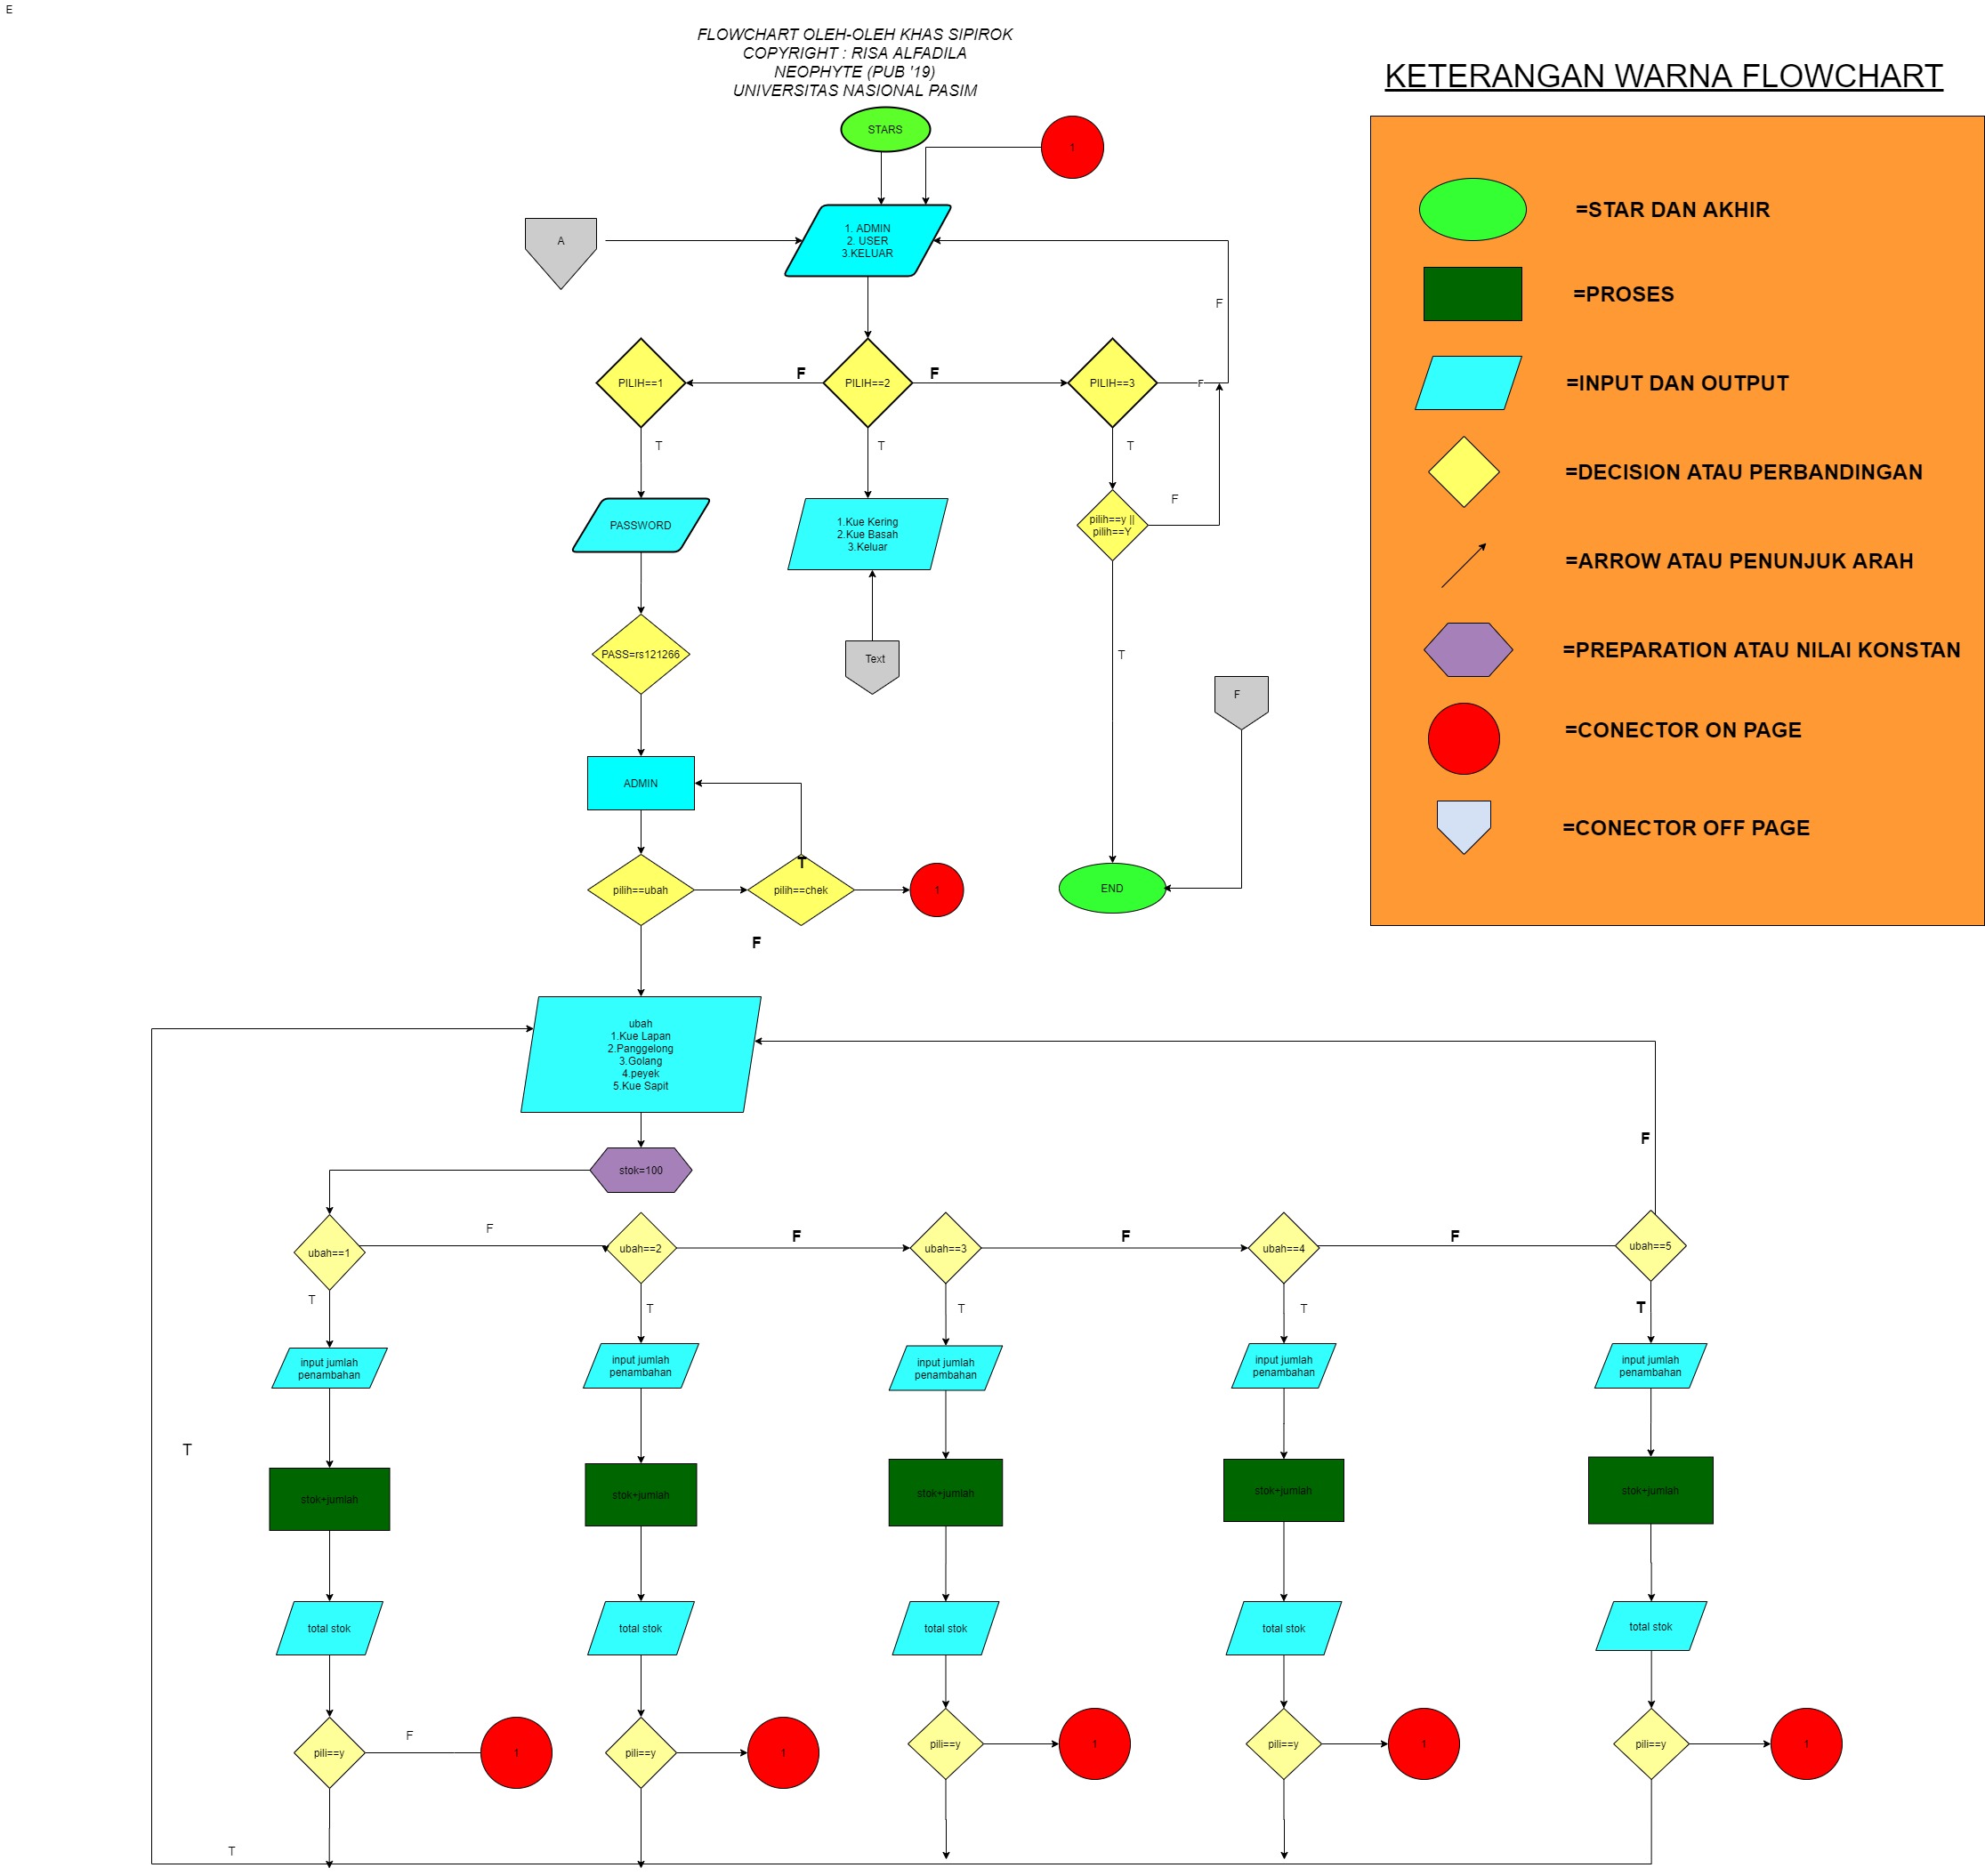 E
FLOWCHART OLEH-OLEH KHAS SIPIROK
COPYRIGHT : RISA ALFADILA
NEOPHYTE (PUB '19)
UNIVERSITAS NASIONAL PASIM
KETERANGAN WARNA FLOWCHART
STARS
1
A
1. ADMIN
2. USER
3.KELUAR
F
PILIH==1
F
PILIH==2
F
PILIH==3
F
T
T
T
PASSWORD
1.Kue Kering
2.Kue Basah
3.Keluar
pilih==y ||
pilih==Y
F
PASS=rs121266
Text
T
F
ADMIN
pilih==ubah
T
pilih==chek
1
END
F
=STAR DAN AKHIR
=PROSES
=INPUT DAN OUTPUT
=DECISION ATAU PERBANDINGAN
=ARROW ATAU PENUNJUK ARAH
=PREPARATION ATAU NILAI KONSTAN
=CONECTOR ON PAGE
=CONECTOR OFF PAGE
ubah
1.Kue Lapan
2.Panggelong
3.Golang
4.peyek
5.Kue Sapit
F
stok=100
ubah==1
F
ubah==2
F
ubah==3
F
ubah==4
F
ubah==5
T
T
T
T
T
input jumlah
penambahan
input jumlah
penambahan
input jumlah
penambahan
input jumlah
penambahan
input jumlah
penambahan
T
stok+jumlah
stok+jumlah
stok+jumlah
stok+jumlah
stok+jumlah
total stok
total stok
total stok
total stok
total stok
pili==y
F
1
pili==y
1
pili==y
1
pili==y
1
pili==y
1
T